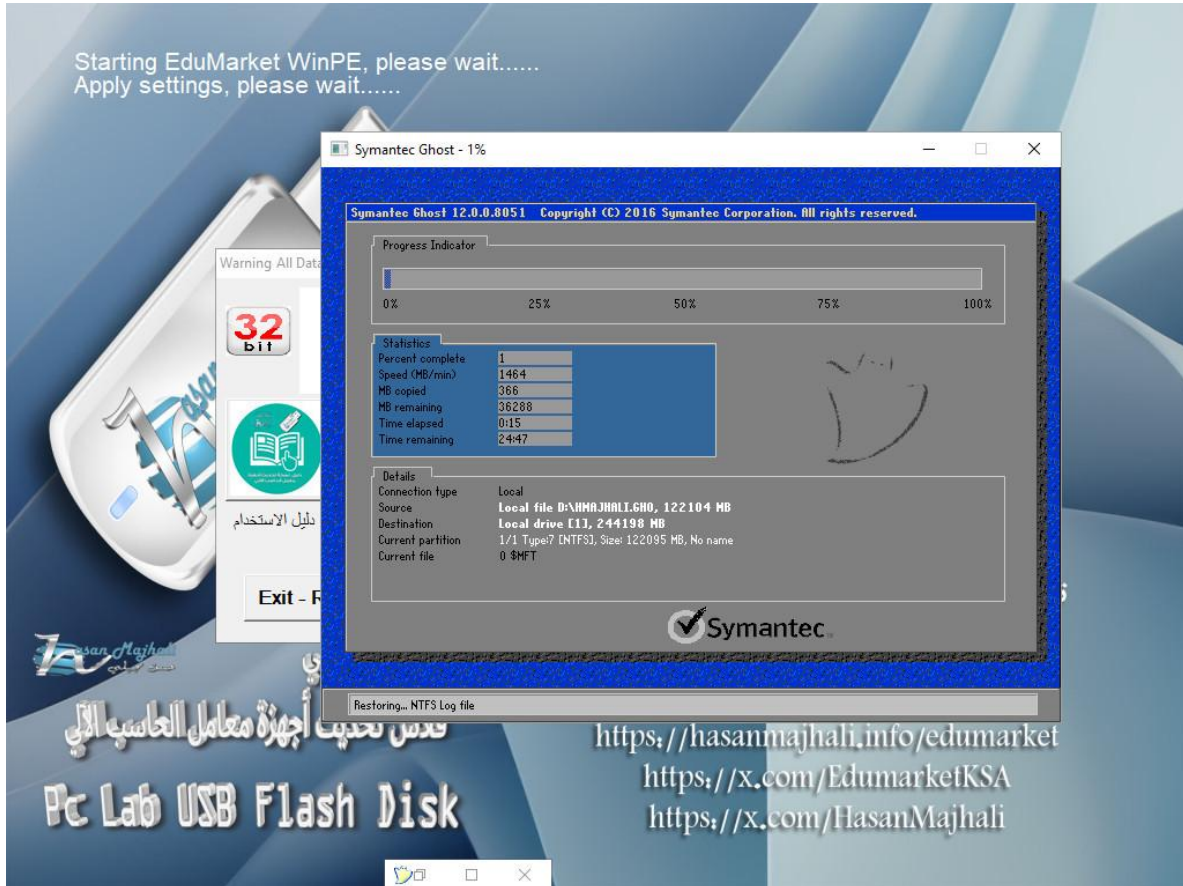 Starting EduMarket WinPE, please wait......
Apply settings, please wait......
Symantec Ghost - 1%
Symantec Ghost 12.0.0.8051 Copyright (C) 2016 Symantec Corporation. All rights reserved.
Progress Indicator
0% 25% 50% 75% 100%
Warning All Data
32
bit
Statistics
Percent complete 1
Speed (MB/min) 1464
MB copied 366
MB remaining 36288
Time elapsed 0:15
Time remaining 24:47
Details
Connection type Local
Source Local file D:\HMAJHALI.GHO, 122104 MB
Destination Local drive [1], 244198 MB
Current partition 1/1 Type:7 [NTFS], Size: 122095 MB, No name
Current file 0 $MFT
دليل الاستخدام
Exit - R
Symantec
Restoring... NTFS Log file
Hasan Majhali
فلاش تحديث أجهزة معامل الحاسب الآلي
Pc Lab USB Flash Disk
https://hasanmajhali.info/edumarket
https://x.com/EdumarketKSA
https://x.com/HasanMajhali